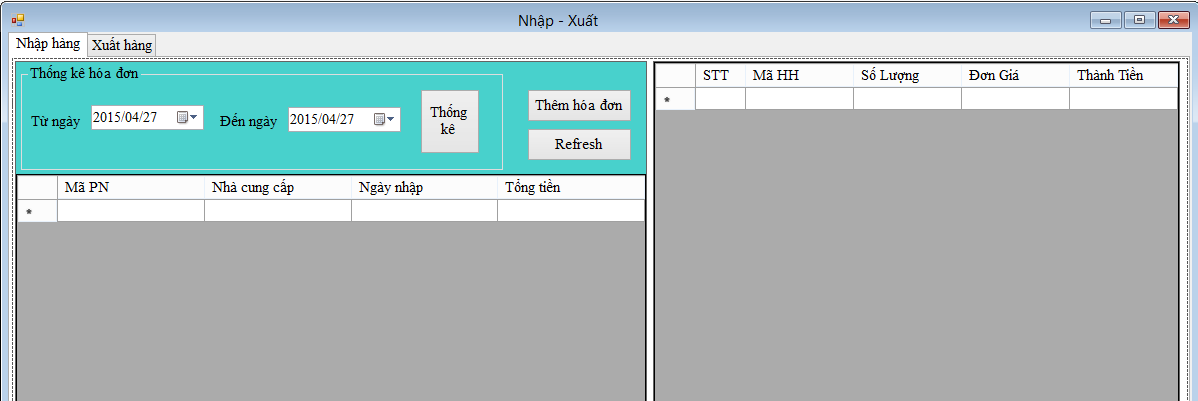 Nhập - Xuất
Nhập hàng Xuất hàng
Thống kê hóa đơn
Từ ngày 2015/04/27 Đến ngày 2015/04/27
Thống
kê
Thêm hóa đơn
Refresh
Mã PN Nhà cung cấp Ngày nhập Tổng tiền
*
STT Mã HH Số Lượng Đơn Giá Thành Tiền
*